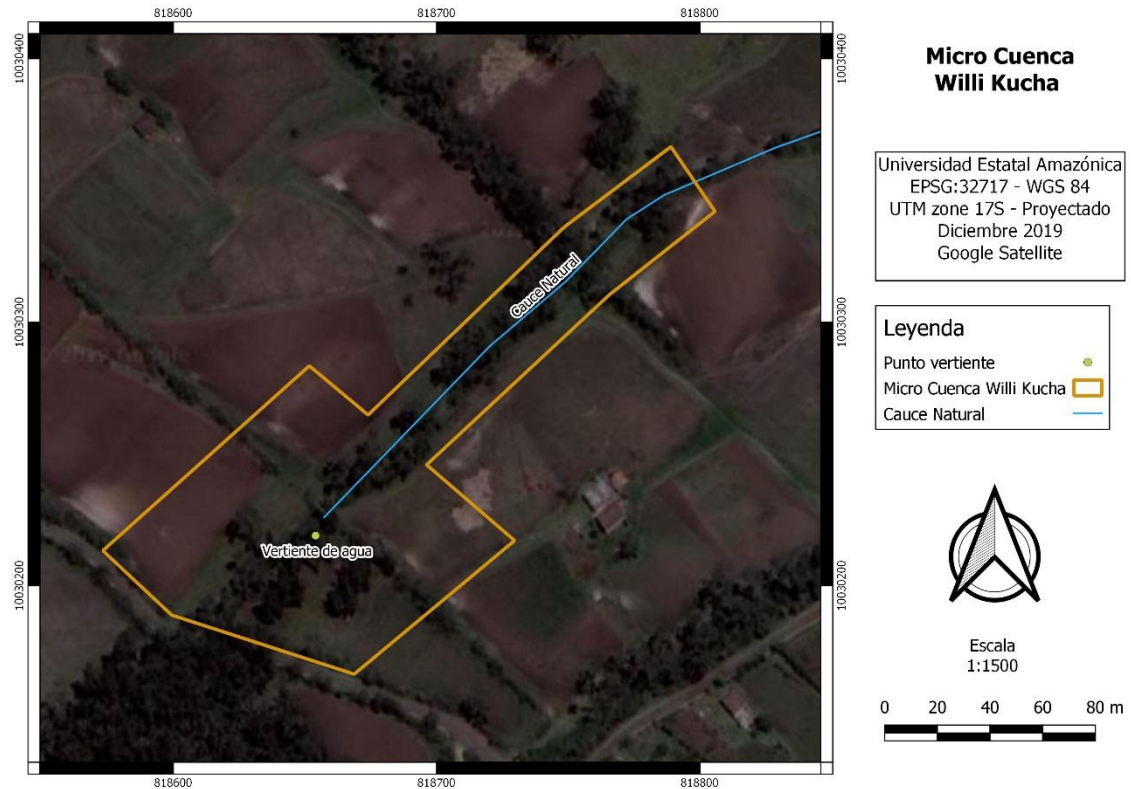 818600
818700
818800
10030400
10030400
Micro Cuenca
Willi Kucha
Universidad Estatal Amazónica
EPSG:32717 - WGS 84
UTM zone 17S - Proyectado
Diciembre 2019
Google Satellite
Cauce Natural
10030300
10030300
Leyenda
Punto vertiente
Micro Cuenca Willi Kucha
Cauce Natural
Vertiente de agua
10030200
10030200
Escala
1:1500
0 20 40 60 80 m
818600
818700
818800